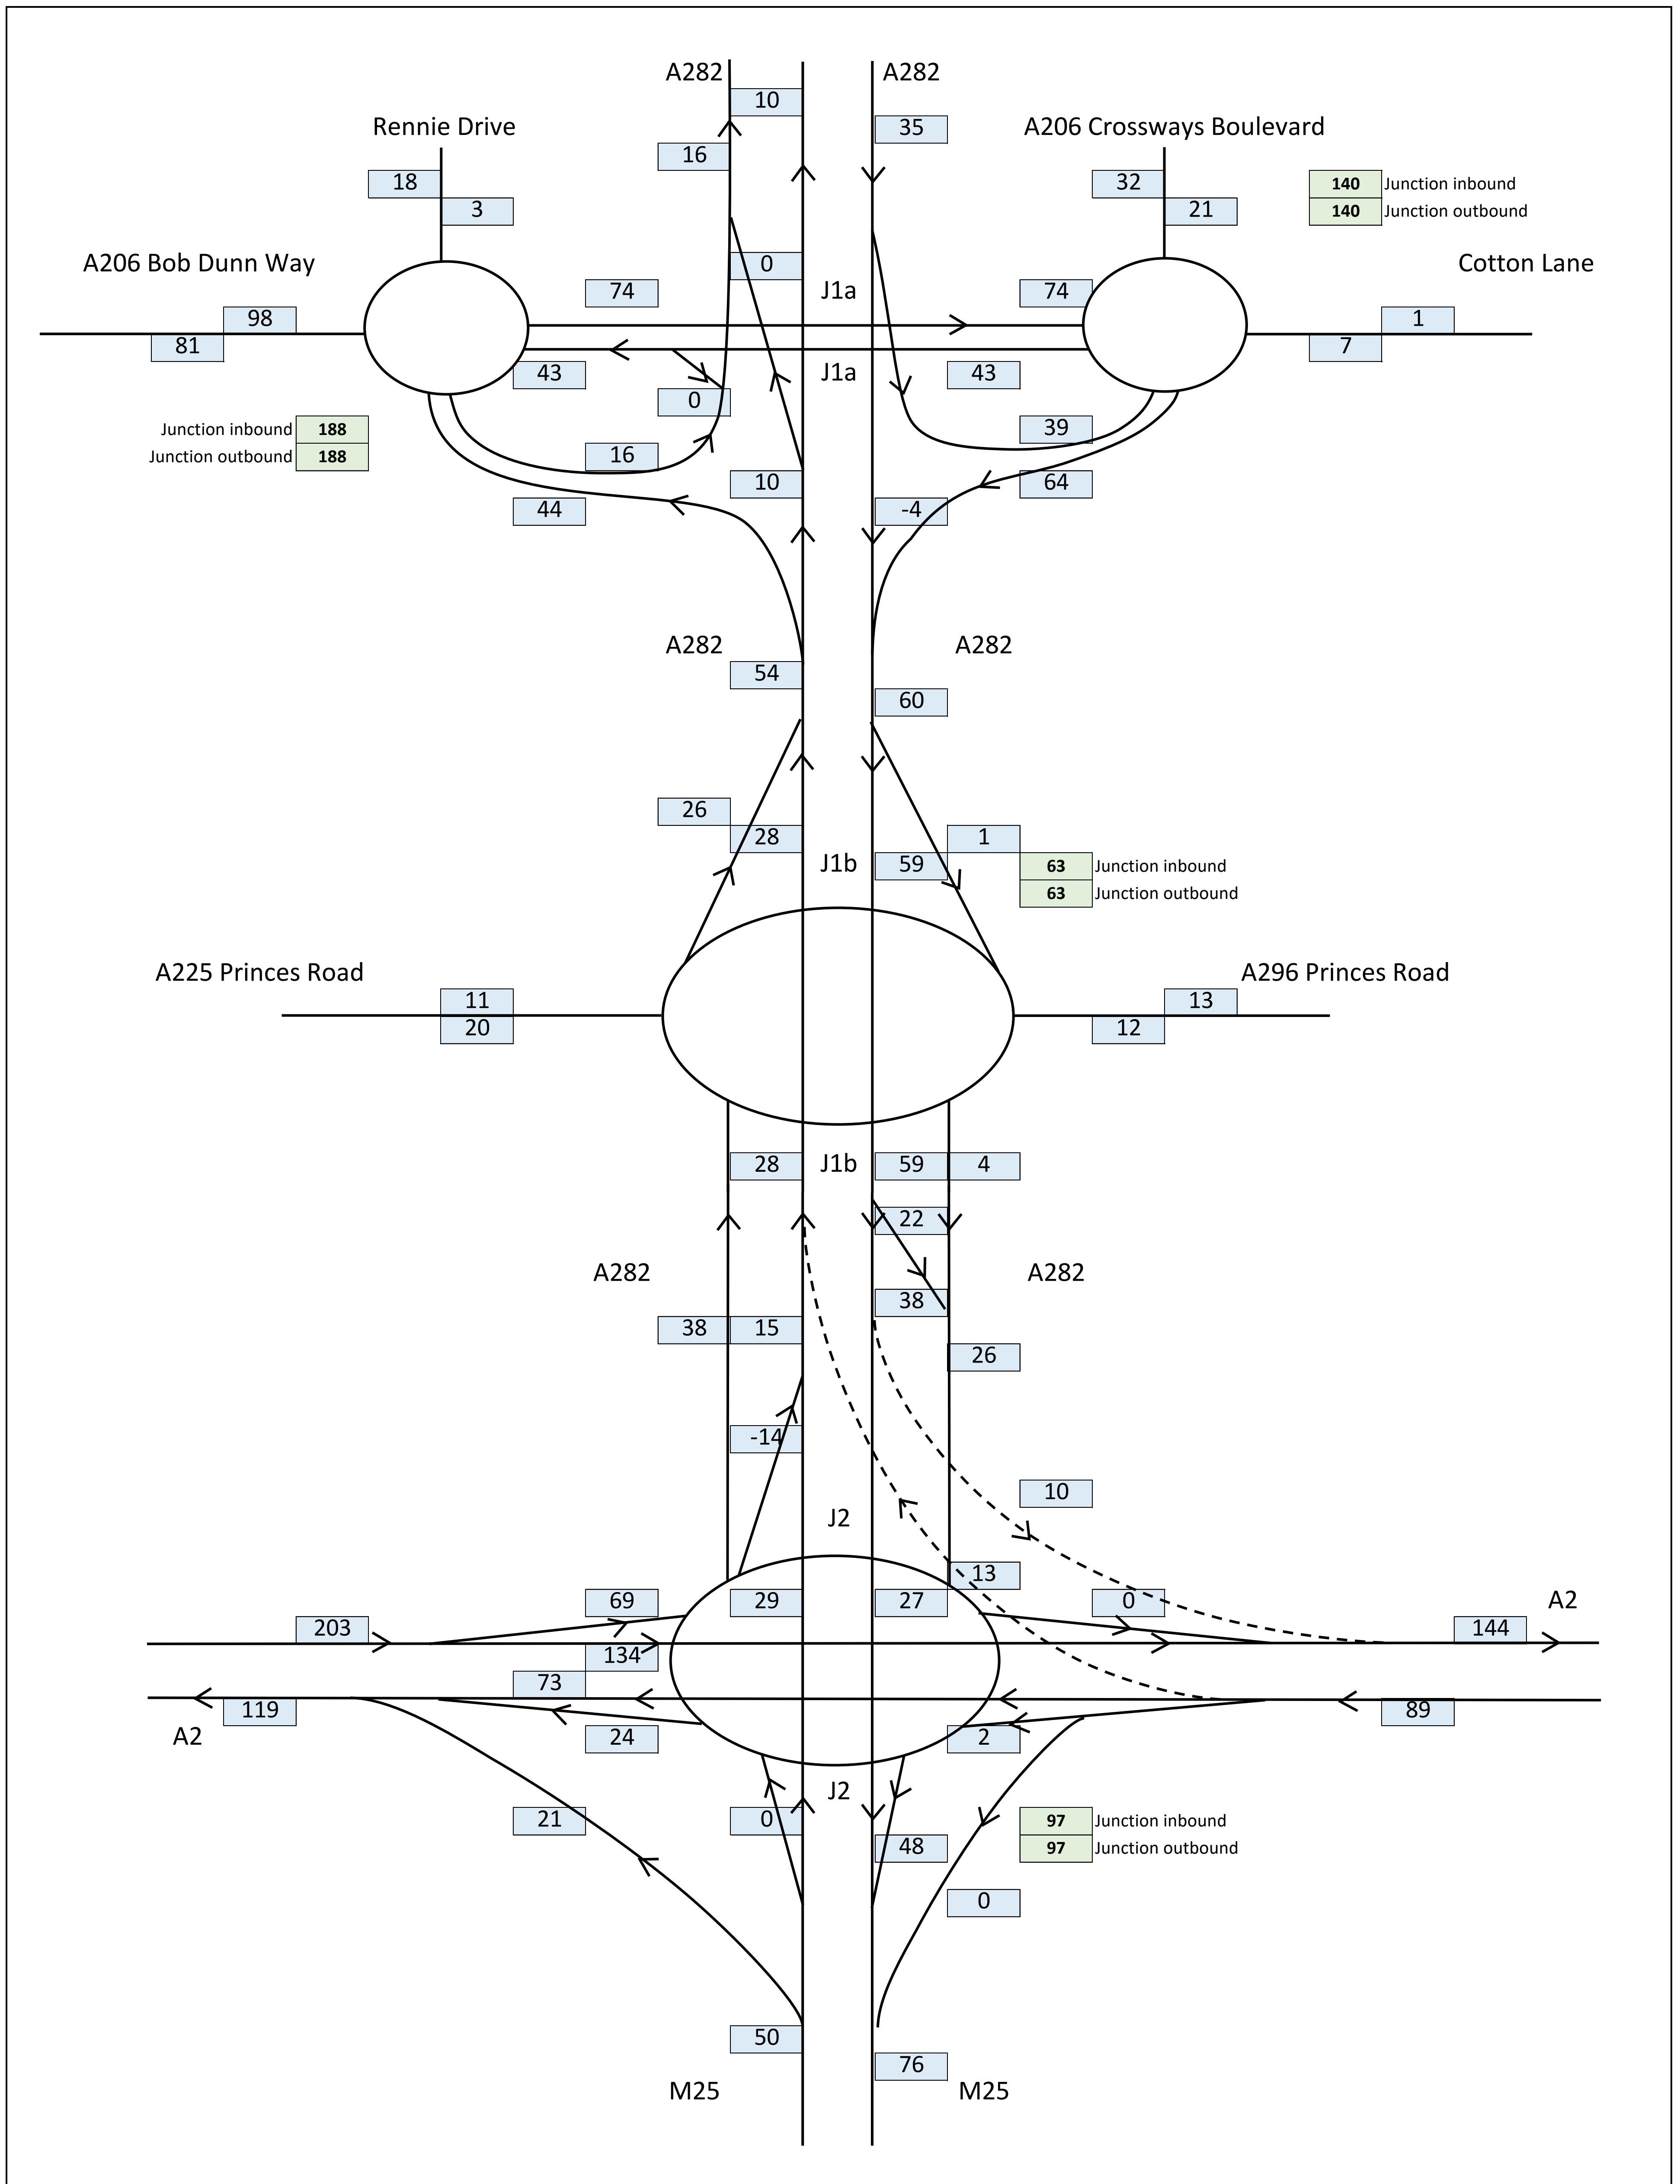 A282 A282
10
35
Rennie Drive A206 Crossways Boulevard
16
18 32 140 Junction inbound
3 21 140 Junction outbound
A206 Bob Dunn Way 0 Cotton Lane
74 J1a 74
98 1
81 7
43 J1a 43
0
Junction inbound 188 39
Junction outbound 188 16
10 64
44 -4
A282 A282
54
60
26
28 1
J1b 59 63 Junction inbound
63 Junction outbound
A225 Princes Road A296 Princes Road
11 13
20 12
28 J1b 59 4
22
A282 A282
38
38 15
26
-14
10
J2
13
69 29 27 0 A2
203 144
134
73
119 89
A2 24 2
J2
21 0 97 Junction inbound
48 97 Junction outbound
0
50
76
M25 M25